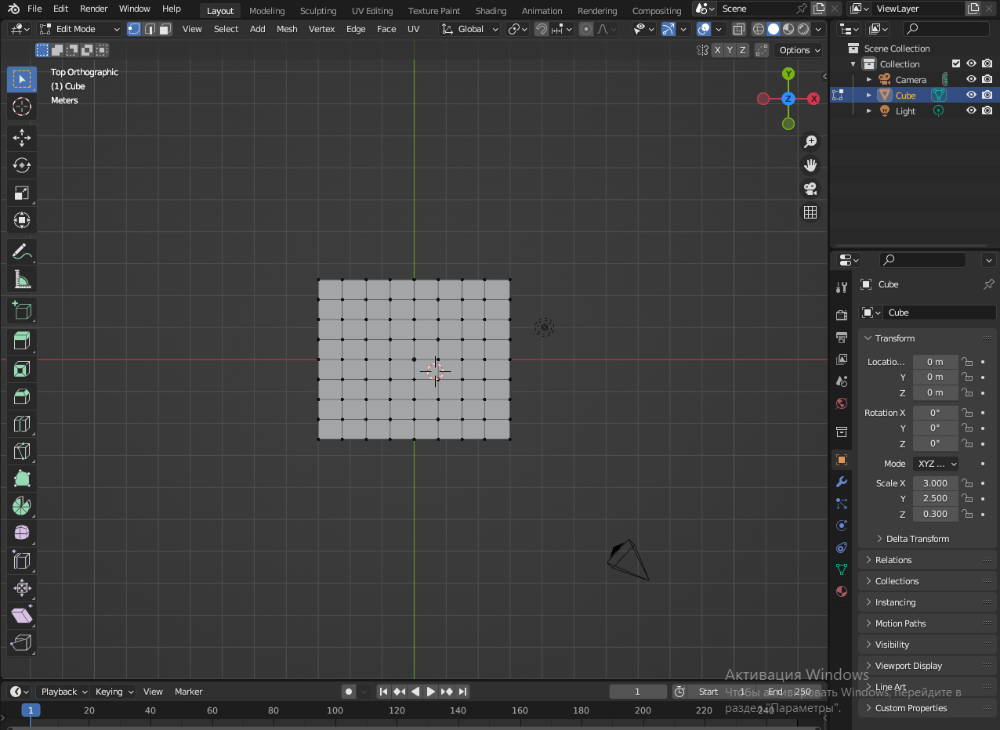 File Edit Render Window Help Layout Modeling Sculpting UV Editing Texture Paint Shading Animation Rendering Compositing Scene ViewLayer
Edit Mode View Select Add Mesh Vertex Edge Face UV Global
X Y Z Options
Top Orthographic
(1) Cube
Meters
Y
Z X
Scene Collection
Collection
Camera
Cube
Light
Cube
Cube
Transform
Locatio... 0 m
Y 0 m
Z 0 m
Rotation X 0°
Y 0°
Z 0°
Mode XYZ ...
Scale X 3.000
Y 2.500
Z 0.300
Delta Transform
Relations
Collections
Instancing
Motion Paths
Visibility
Viewport Display
Line Art
Custom Properties
Активация Windows
Чтобы активировать Windows, перейдите в
раздел "Параметры".
Playback Keying View Marker 1 Start 1 End 250
1 20 40 60 80 100 120 140 160 180 200 220 240